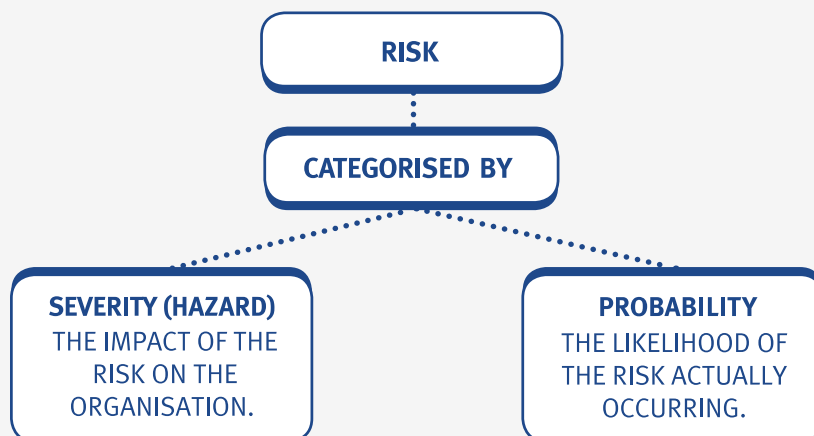 RISK
CATEGORISED BY
SEVERITY (HAZARD)
THE IMPACT OF THE
RISK ON THE
ORGANISATION.
PROBABILITY
THE LIKELIHOOD OF
THE RISK ACTUALLY
OCCURRING.